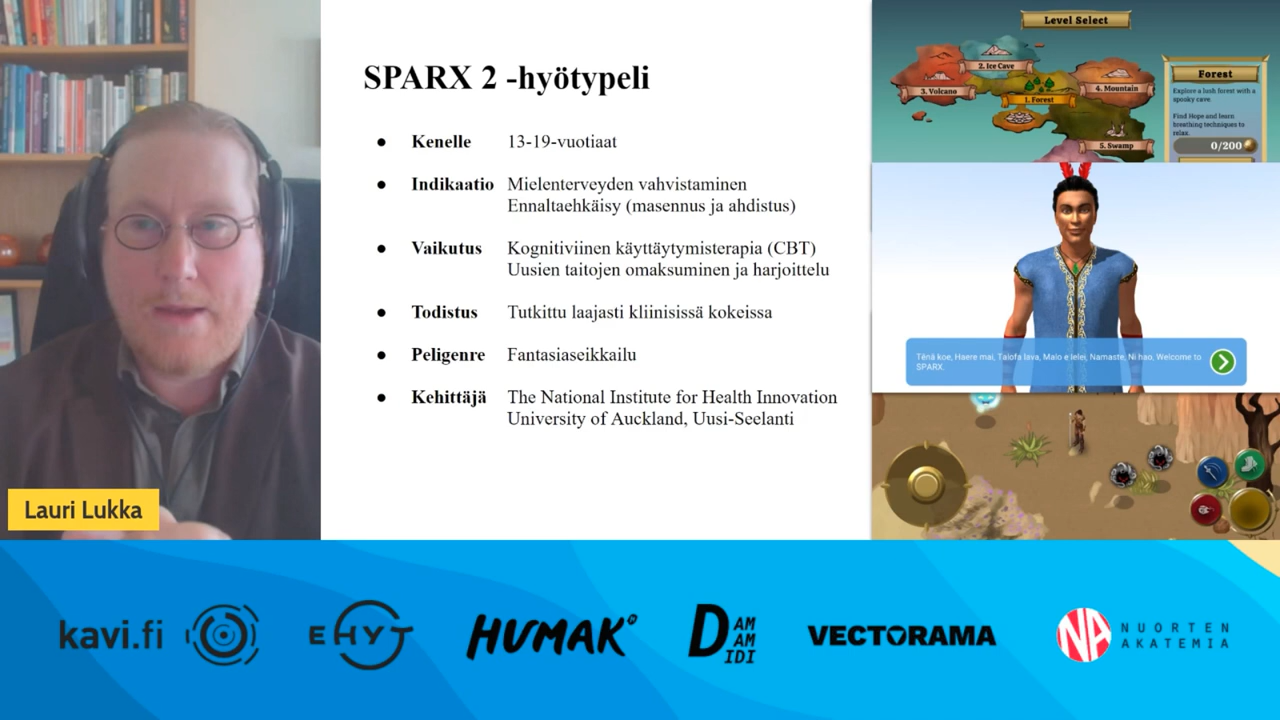 SPARX 2 -hyötypeli
● Kenelle 13-19-vuotiaat
● Indikaatio Mielenterveyden vahvistaminen
Ennaltaehkäisy (masennus ja ahdistus)
● Vaikutus Kognitiviinen käyttäytymisterapia (CBT)
Uusien taitojen omaksuminen ja harjoittelu
● Todistus Tutkittu laajasti kliinisissä kokeissa
● Peligenre Fantasiaseikkailu
● Kehittäjä The National Institute for Health Innovation
University of Auckland, Uusi-Seelanti
Level Select
2. Ice Cave
3. Volcano
1. Forest
4. Mountain
5. Swamp
Forest
Explore a lush forest with a
spooky cave.
Find Hope and learn
breathing techniques to
relax.
0/200
Tēnā koe, Haere mai, Talofa lava, Malo e lelei, Namaste, Ni hao, Welcome to
SPARX.
Lauri Lukka
kavi.fi
EHYT
HUMAK
DAMAMAIDI
VECTORAMA
NA NUORTEN
AKATEMIA